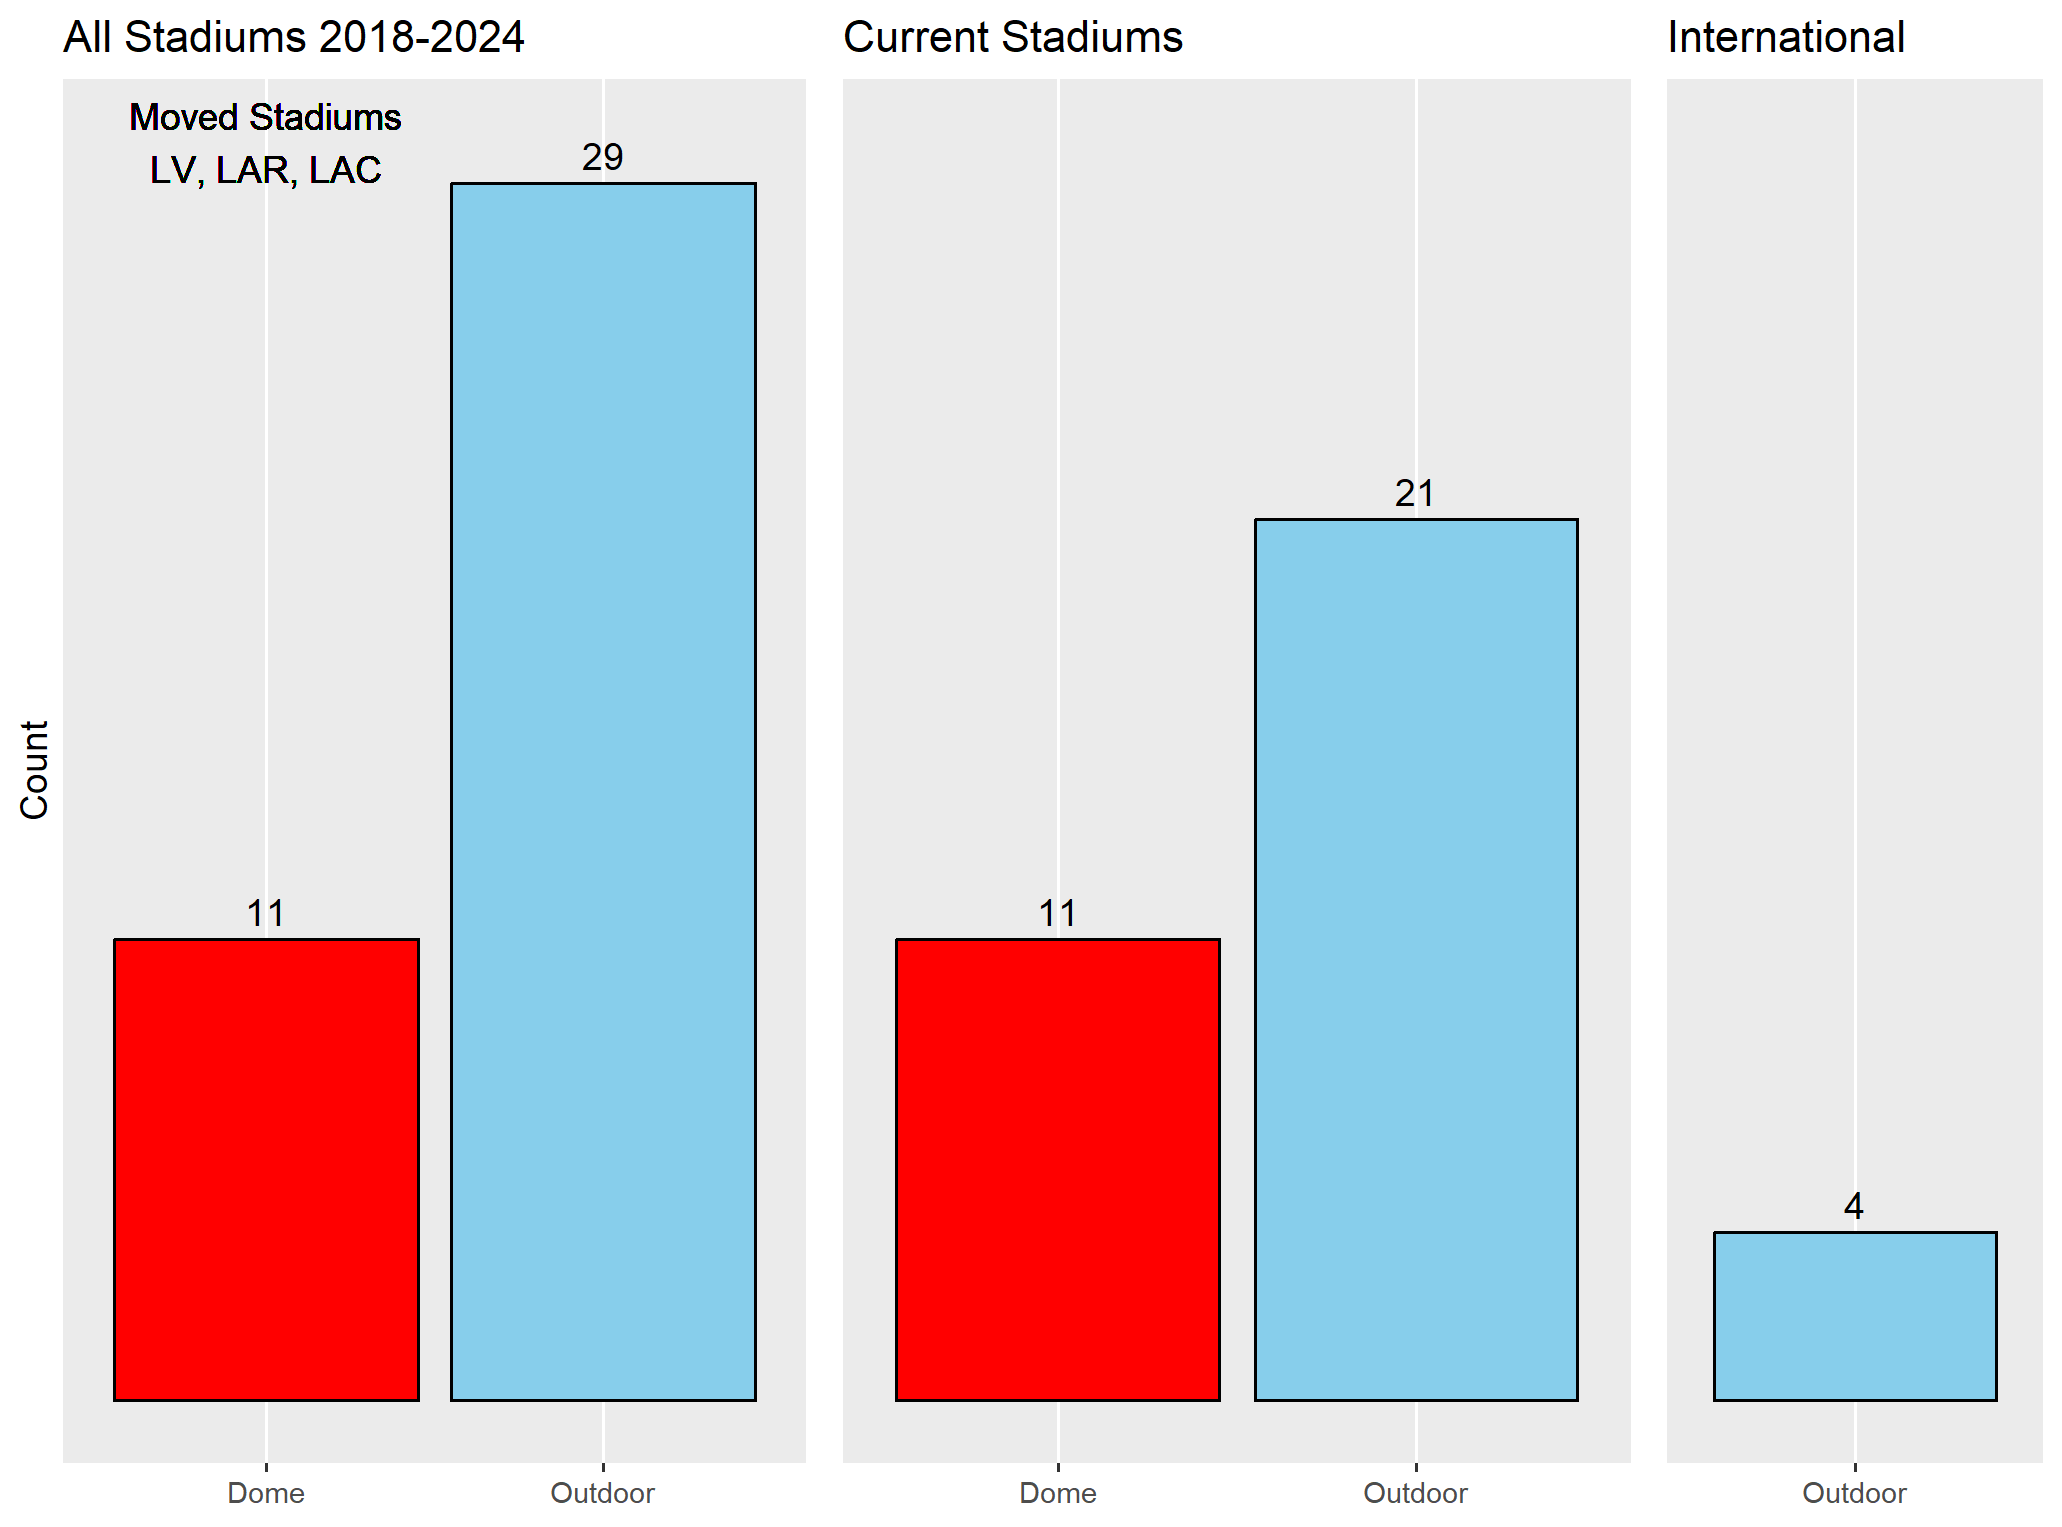 All Stadiums 2018-2024
Moved Stadiums
LV, LAR, LAC
29
11
Dome
Outdoor
Count
Current Stadiums
21
11
Dome
Outdoor
International
4
Outdoor